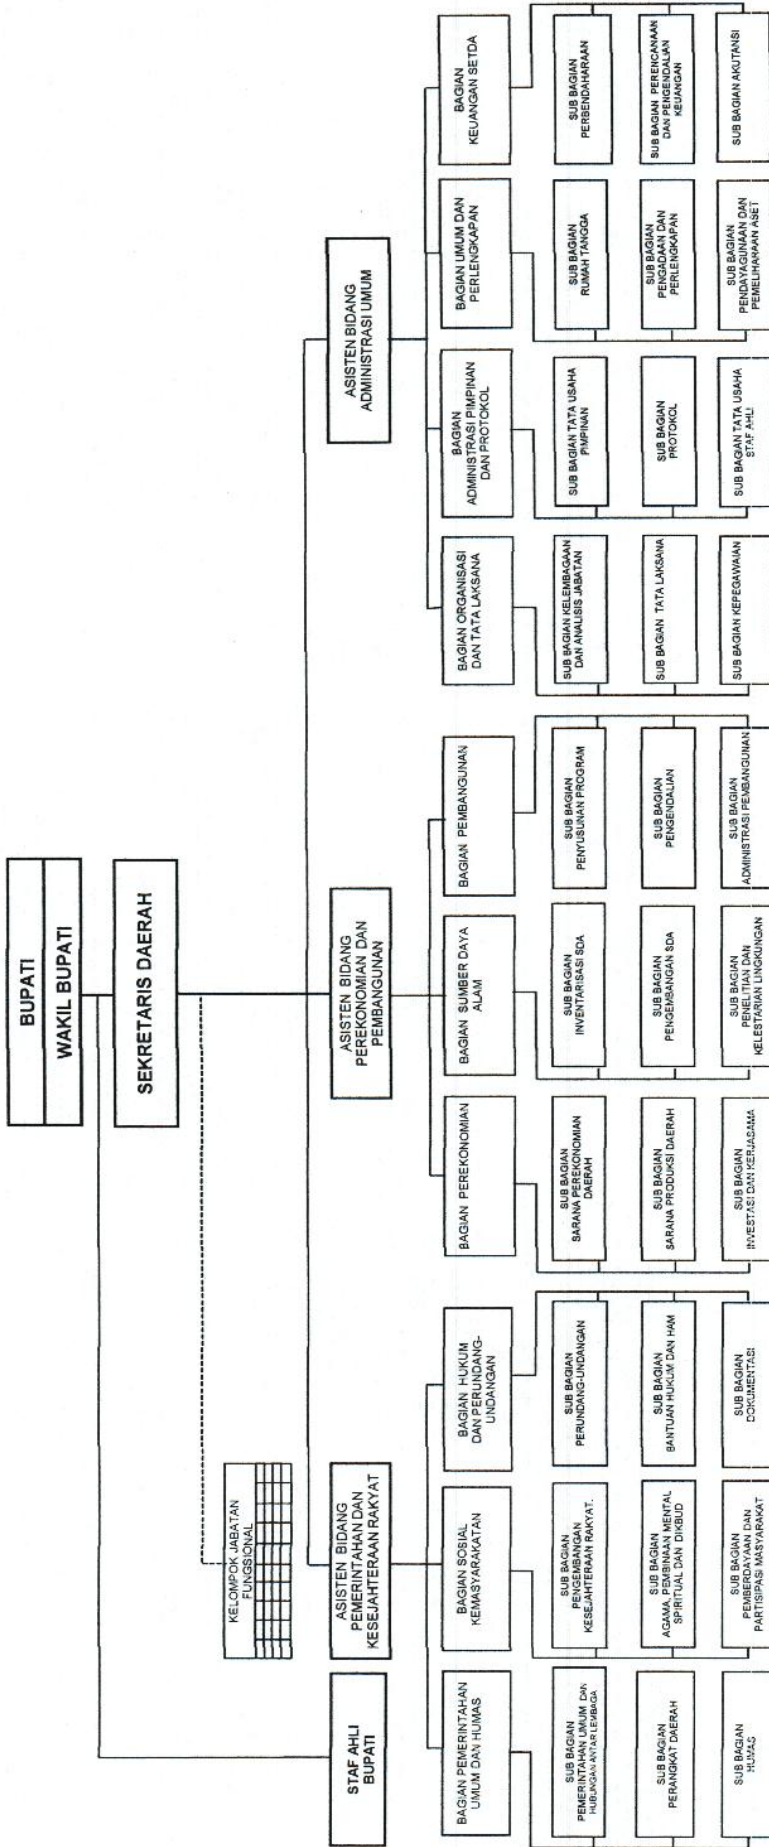 BUPATI
WAKIL BUPATI
SEKRETARIS DAERAH
KELOMPOK JABATAN
FUNGSIONAL
STAF AHLI
BUPATI
ASISTEN BIDANG
PEMERINTAHAN DAN
KESEJAHTERAAN RAKYAT
ASISTEN BIDANG
PEREKONOMIAN DAN
PEMBANGUNAN
ASISTEN BIDANG
ADMINISTRASI UMUM
BAGIAN PEMERINTAHAN
UMUM DAN HUMAS
BAGIAN SOSIAL
KEMASYARAKATAN
BAGIAN HUKUM
DAN PERUNDANG-
UNDANGAN
BAGIAN PEREKONOMIAN
BAGIAN SUMBER DAYA
ALAM
BAGIAN PEMBANGUNAN
BAGIAN ORGANISASI
DAN TATA LAKSANA
BAGIAN
ADMINISTRASI PIMPINAN
DAN PROTOKOL
BAGIAN UMUM DAN
PERLENGKAPAN
BAGIAN
KEUANGAN SETDA
SUB BAGIAN
PEMERINTAHAN UMUM DAN
HUBUNGAN ANTAR LEMBAGA
SUB BAGIAN
PENGEMBANGAN
KESEJAHTERAAN RAKYAT.
SUB BAGIAN
PERUNDANG-UNDANGAN
SUB BAGIAN
SARANA PEREKONOMIAN
DAERAH
SUB BAGIAN
INVENTARISASI SDA
SUB BAGIAN
PENYUSUNAN PROGRAM
SUB BAGIAN KELEMBAGAAN
DAN ANALISIS JABATAN
SUB BAGIAN TATA USAHA
PIMPINAN
SUB BAGIAN
RUMAH TANGGA
SUB BAGIAN
PERBENDAHARAAN
SUB BAGIAN
PERANGKAT DAERAH
SUB BAGIAN
AGAMA, PEMBINAAN MENTAL
SPIRITUAL DAN DIKBUD
SUB BAGIAN
BANTUAN HUKUM DAN HAM
SUB BAGIAN
SARANA PRODUKSI DAERAH
SUB BAGIAN
PENGEMBANGAN SDA
SUB BAGIAN
PENGENDALIAN
SUB BAGIAN TATA LAKSANA
SUB BAGIAN
PROTOKOL
SUB BAGIAN
PENGADAAN DAN
PERLENGKAPAN
SUB BAGIAN PERENCANAAN
DAN PENGENDALIAN
KEUANGAN
SUB BAGIAN
HUMAS
SUB BAGIAN
PEMBERDAYAAN DAN
PARTISIPASI MASYARAKAT
SUB BAGIAN
DOKUMENTASI
SUB BAGIAN
INVESTASI DAN KERJASAMA
SUB BAGIAN
PENELITIAN DAN
KELESTARIAN LINGKUNGAN
SUB BAGIAN
ADMINISTRASI PEMBANGUNAN
SUB BAGIAN KEPEGAWAIAN
SUB BAGIAN TATA USAHA
STAF AHLI
SUB BAGIAN
PENDAYAGUNAAN DAN
PEMELIHARAAN ASET
SUB BAGIAN AKUTANSI